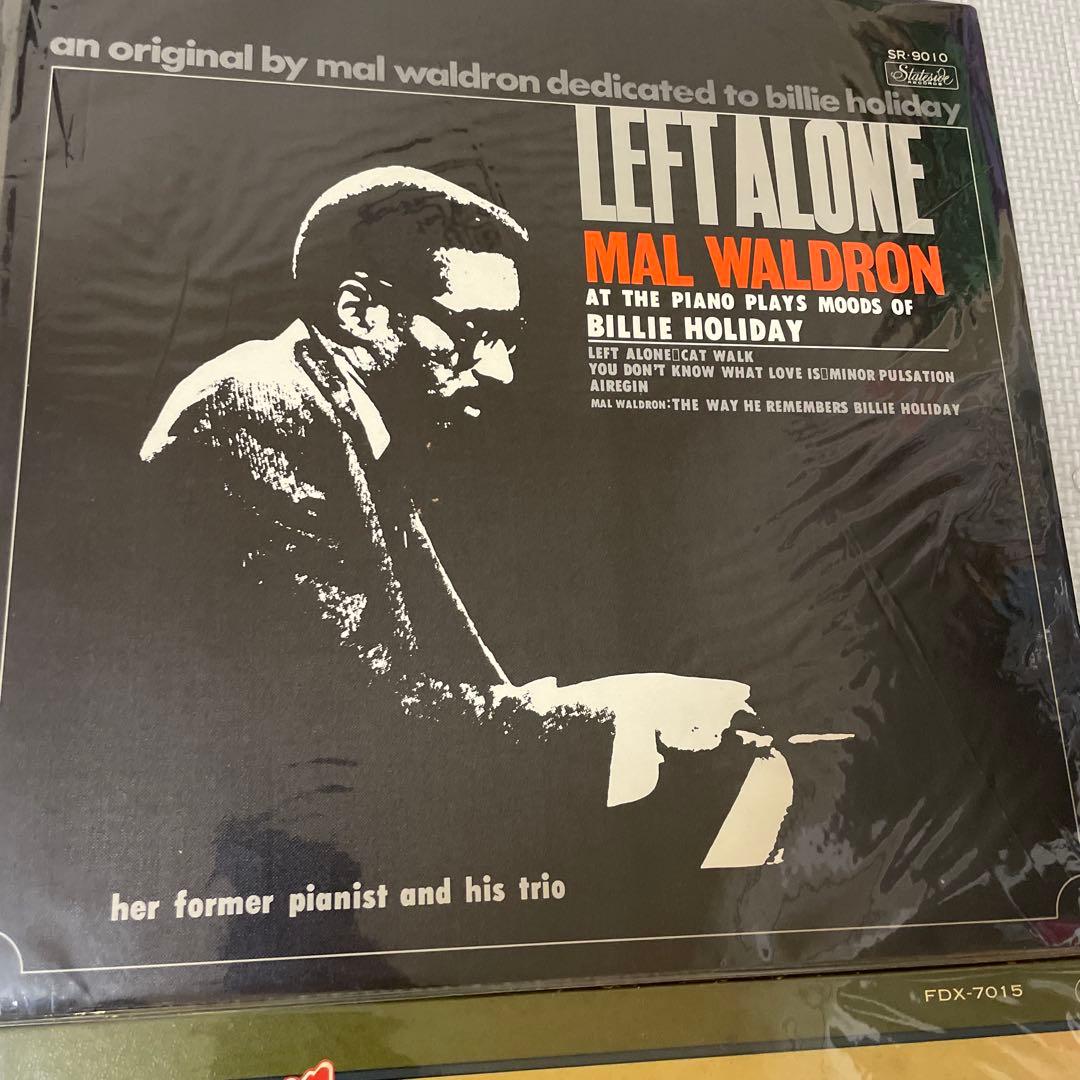 an original by mal waldron dedicated to billie holiday
SR·9010
Stateside
RECORDS
LEFT ALONE
MAL WALDRON
AT THE PIANO PLAYS MOODS OF
BILLIE HOLIDAY
LEFT ALONE▯CAT WALK
YOU DON'T KNOW WHAT LOVE IS▯MINOR PULSATION
AIREGIN
MAL WALDRON:THE WAY HE REMEMBERS BILLIE HOLIDAY
her former pianist and his trio
FDX-7015